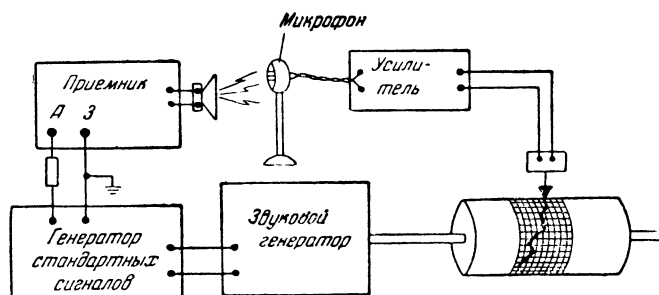 Микрофон
Приемник
Усили-
тель
А З
Звуковой
генератор
Генератор
стандартных
сигналов